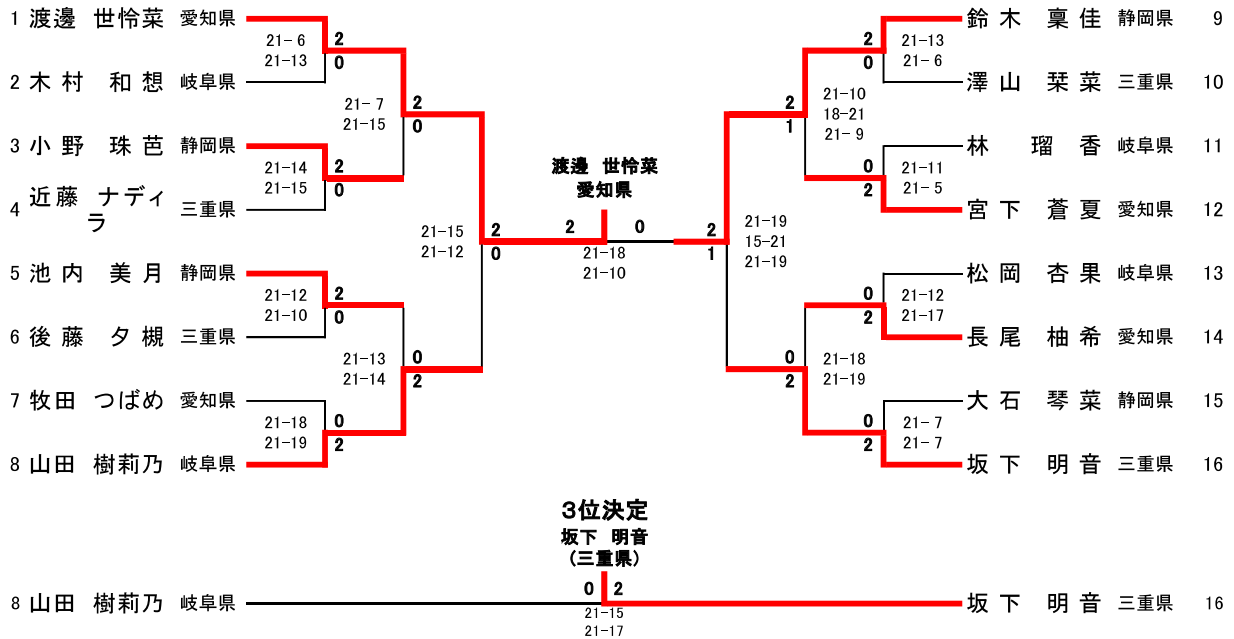 1 渡邊 世怜菜 愛知県
21- 6
21-13
2
0
2 木村 和想 岐阜県
21- 7
21-15
2
0
3 小野 珠芭 静岡県
21-14
21-15
2
0
4 近藤 ナディ
ラ 三重県
21-15
21-12
2
0
5 池内 美月 静岡県
21-12
21-10
2
0
6 後藤 夕槻 三重県
21-13
21-14
0
2
7 牧田 つばめ 愛知県
21-18
21-19
0
2
8 山田 樹莉乃 岐阜県
渡邊 世怜菜
愛知県
2 0
21-18
21-10
鈴木 稟佳 静岡県 9
2
0
21-13
21- 6
澤山 栞菜 三重県 10
2
1
21-10
18-21
21- 9
林 瑠香 岐阜県 11
0
2
21-11
21- 5
宮下 蒼夏 愛知県 12
2
1
21-19
15-21
21-19
松岡 杏果 岐阜県 13
0
2
21-12
21-17
長尾 柚希 愛知県 14
0
2
21-18
21-19
大石 琴菜 静岡県 15
0
2
21- 7
21- 7
坂下 明音 三重県 16
3位決定
坂下 明音
(三重県)
0 2
8 山田 樹莉乃 岐阜県
21-15
21-17
坂下 明音 三重県 16